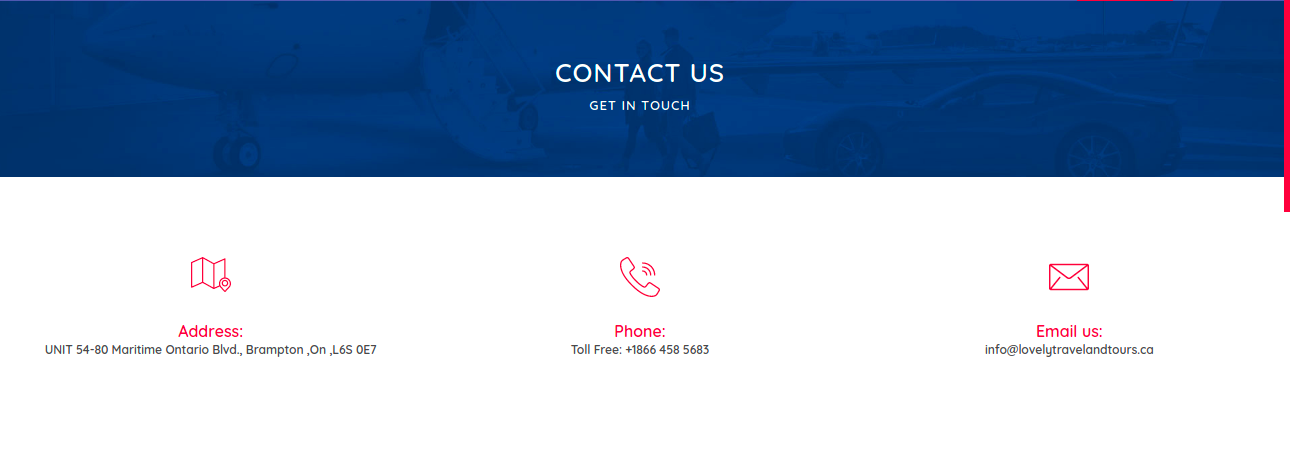 CONTACT US
GET IN TOUCH
Address:
UNIT 54-80 Maritime Ontario Blvd., Brampton ,On ,L6S 0E7
Phone:
Toll Free: +1866 458 5683
Email us:
info@lovelytravelandtours.ca